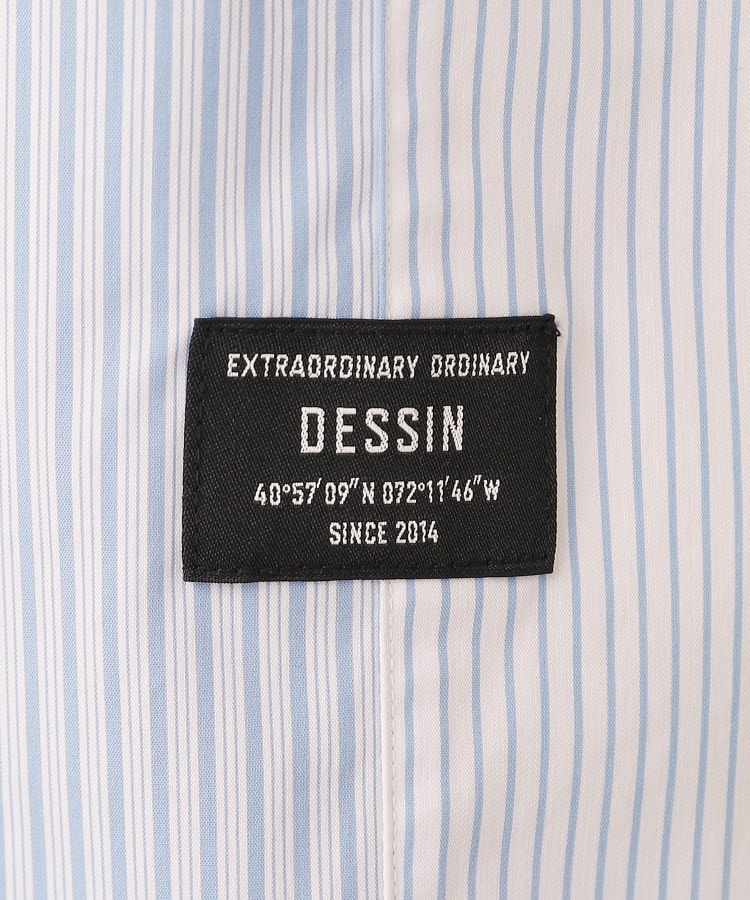 EXTRAORDINARY ORDINARY
DESSIN
40°57'09"N 072°11'46"W
SINCE 2014